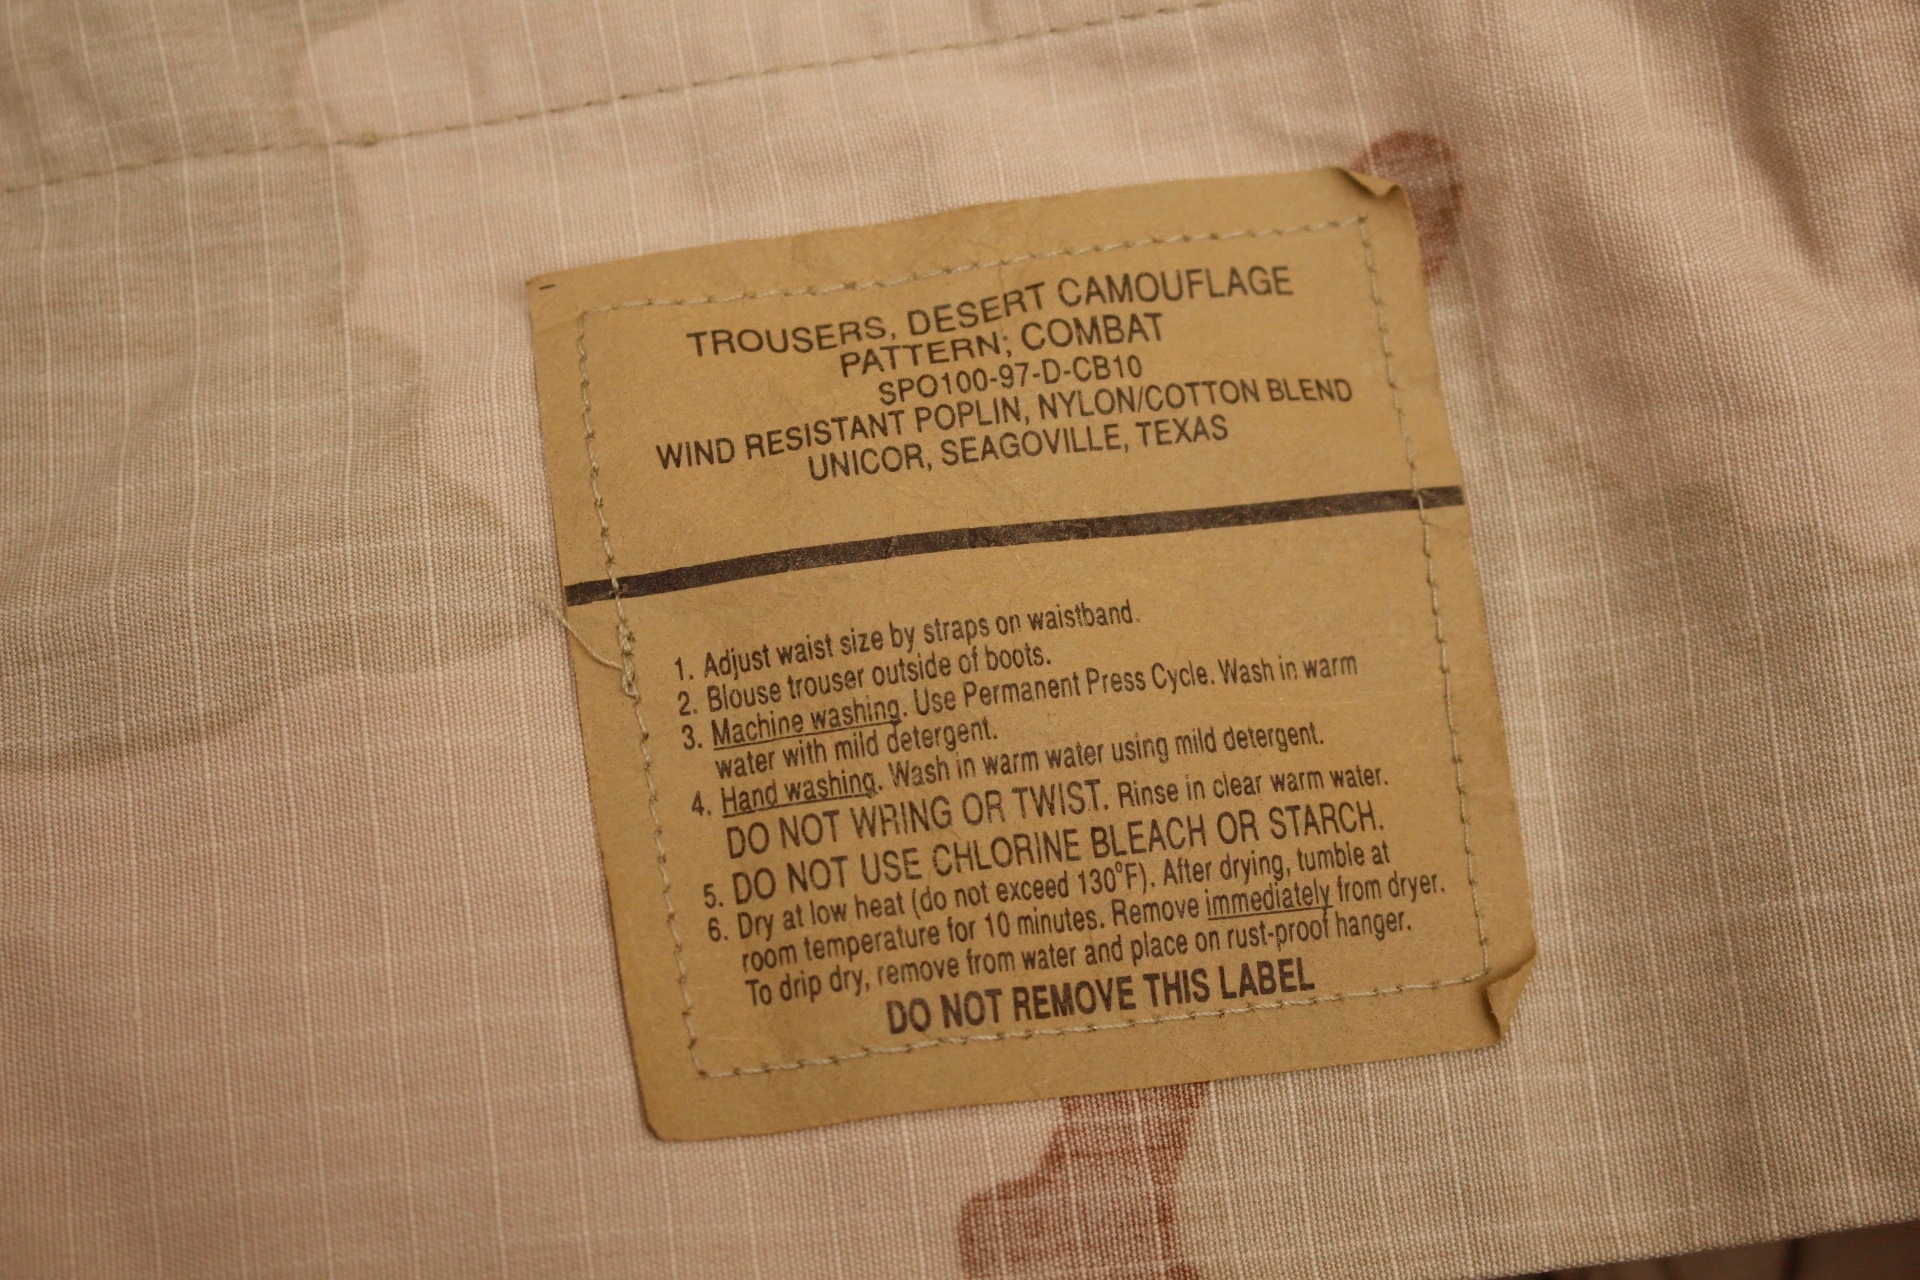 TROUSERS, DESERT CAMOUFLAGE
PATTERN; COMBAT
SPO100-97-D-CB10
WIND RESISTANT POPLIN, NYLON/COTTON BLEND
UNICOR, SEAGOVILLE, TEXAS
1. Adjust waist size by straps on waistband.
2. Blouse trouser outside of boots.
3. Machine washing. Use Permanent Press Cycle. Wash in warm
water with mild detergent.
4. Hand washing. Wash in warm water using mild detergent.
DO NOT WRING OR TWIST. Rinse in clear warm water.
5. DO NOT USE CHLORINE BLEACH OR STARCH.
6. Dry at low heat (do not exceed 130°F). After drying, tumble at
room temperature for 10 minutes. Remove immediately from dryer.
To drip dry, remove from water and place on rust-proof hanger.
DO NOT REMOVE THIS LABEL